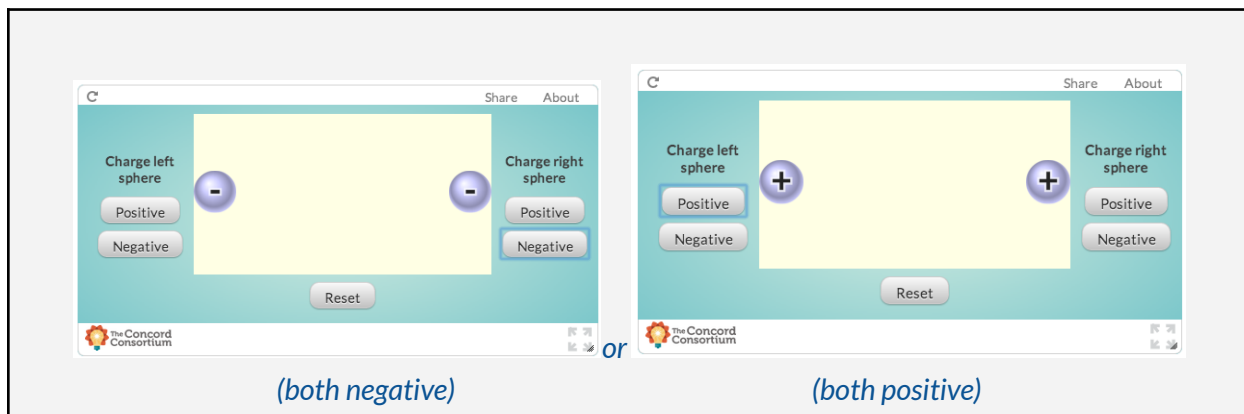 Share About
Charge left
sphere
Positive
Negative
-
-
Charge right
sphere
Positive
Negative
Reset
The Concord
Consortium
or
Share About
Charge left
sphere
Positive
Negative
+
+
Charge right
sphere
Positive
Negative
Reset
The Concord
Consortium
(both negative)
(both positive)